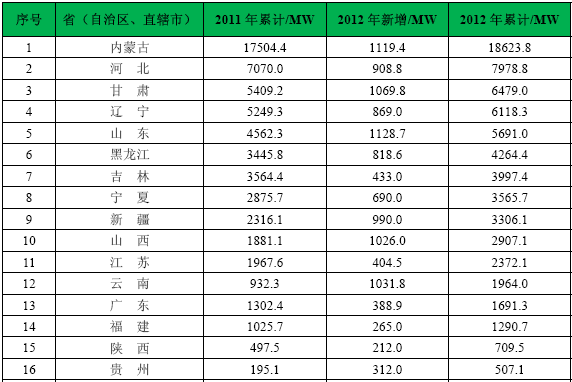 序号 省（自治区、直辖市） 2011 年累计/MW 2012 年新增/MW 2012 年累计/MW
1 内蒙古 17504.4 1119.4 18623.8
2 河 北 7070.0 908.8 7978.8
3 甘 肃 5409.2 1069.8 6479.0
4 辽 宁 5249.3 869.0 6118.3
5 山 东 4562.3 1128.7 5691.0
6 黑龙江 3445.8 818.6 4264.4
7 吉 林 3564.4 433.0 3997.4
8 宁 夏 2875.7 690.0 3565.7
9 新 疆 2316.1 990.0 3306.1
10 山 西 1881.1 1026.0 2907.1
11 江 苏 1967.6 404.5 2372.1
12 云 南 932.3 1031.8 1964.0
13 广 东 1302.4 388.9 1691.3
14 福 建 1025.7 265.0 1290.7
15 陕 西 497.5 212.0 709.5
16 贵 州 195.1 312.0 507.1